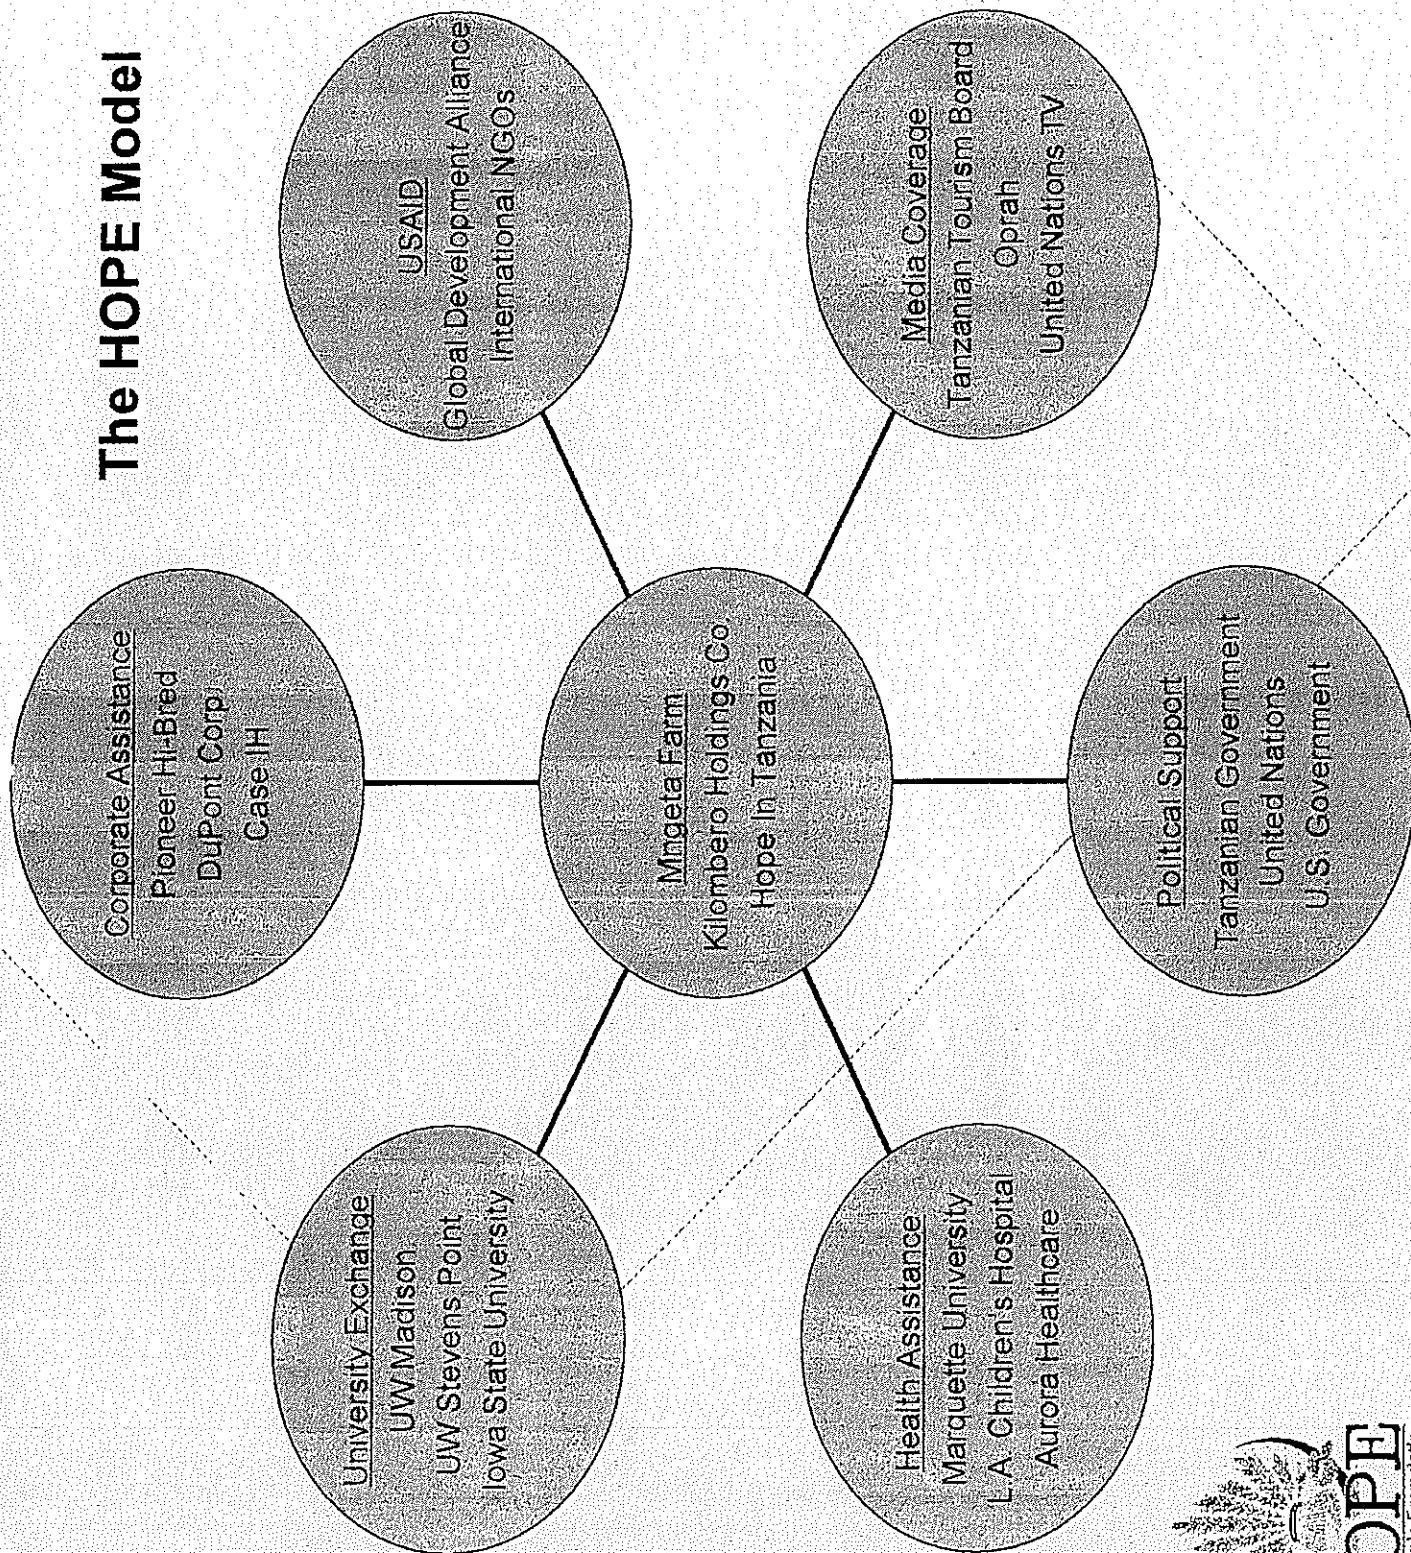 The HOPE Model
Corporate Assistance
Pioneer Hi-Bred
DuPont Corp.
Case IH
University Exchange
UW Madison
UW Stevens Point
Iowa State University
USAID
Global Development Alliance
International NGOs
Mngeta Farm
Kilombero Holdings Co.
Hope In Tanzania
Health Assistance
Marquette University
L.A. Children's Hospital
Aurora Healthcare
Media Coverage
Tanzanian Tourism Board
Oprah
United Nations TV
Political Support
Tanzanian Government
United Nations
U.S. Government
OPE